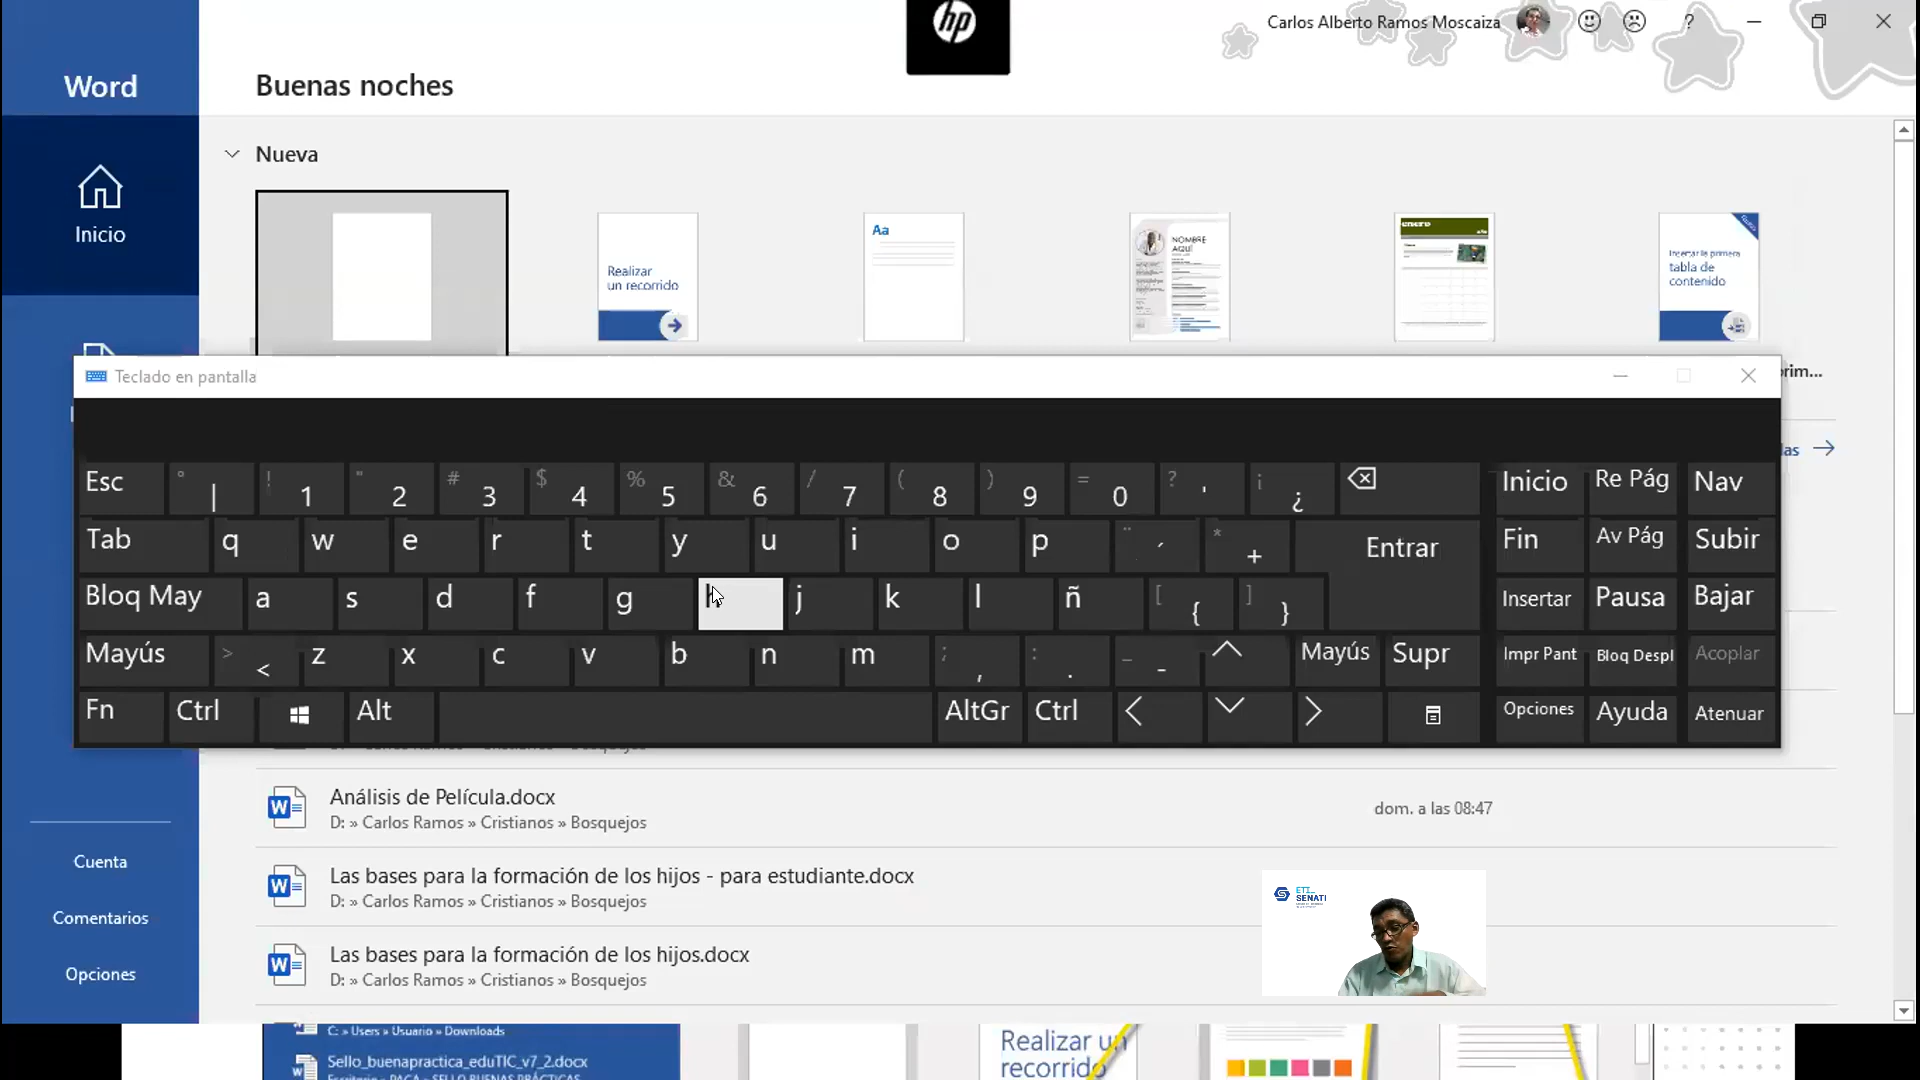 hp
Carlos Alberto Ramos Moscaiza
?
Word
Buenas noches
Nueva
Inicio
Realizar
un recorrido
Aa
NOMBRE
AQUÍ
enero
Insertar la primera
tabla de
contenido
Teclado en pantalla
Esc ° | ! 1 " 2 # 3 $ 4 % 5 & 6 / 7 ( 8 ) 9 = 0 ? ' ¡ ¿ Inicio Re Pág Nav
Tab q w e r t y u i o p ¨ ´ * + Entrar Fin Av Pág Subir
Bloq May a s d f g h j k l ñ [ { ] } Insertar Pausa Bajar
Mayús > < z x c v b n m ; , : . _ - Mayús Supr Impr Pant Bloq Despl Acoplar
Fn Ctrl Alt AltGr Ctrl Opciones Ayuda Atenuar
Análisis de Película.docx
dom. a las 08:47
D: » Carlos Ramos » Cristianos » Bosquejos
Las bases para la formación de los hijos - para estudiante.docx
D: » Carlos Ramos » Cristianos » Bosquejos
Las bases para la formación de los hijos.docx
D: » Carlos Ramos » Cristianos » Bosquejos
Cuenta
Comentarios
Opciones
ETI_
SENATI
C: » Users » Usuario » Downloads
Sello_buenapractica_eduTIC_v7_2.docx
Realizar un
recorrido